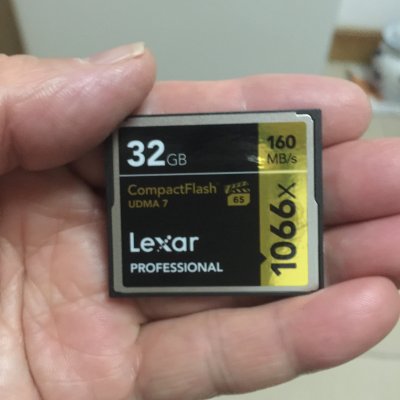 32GB
160
MB/s
CompactFlash
UDMA 7
65
1066x
Lexar
PROFESSIONAL